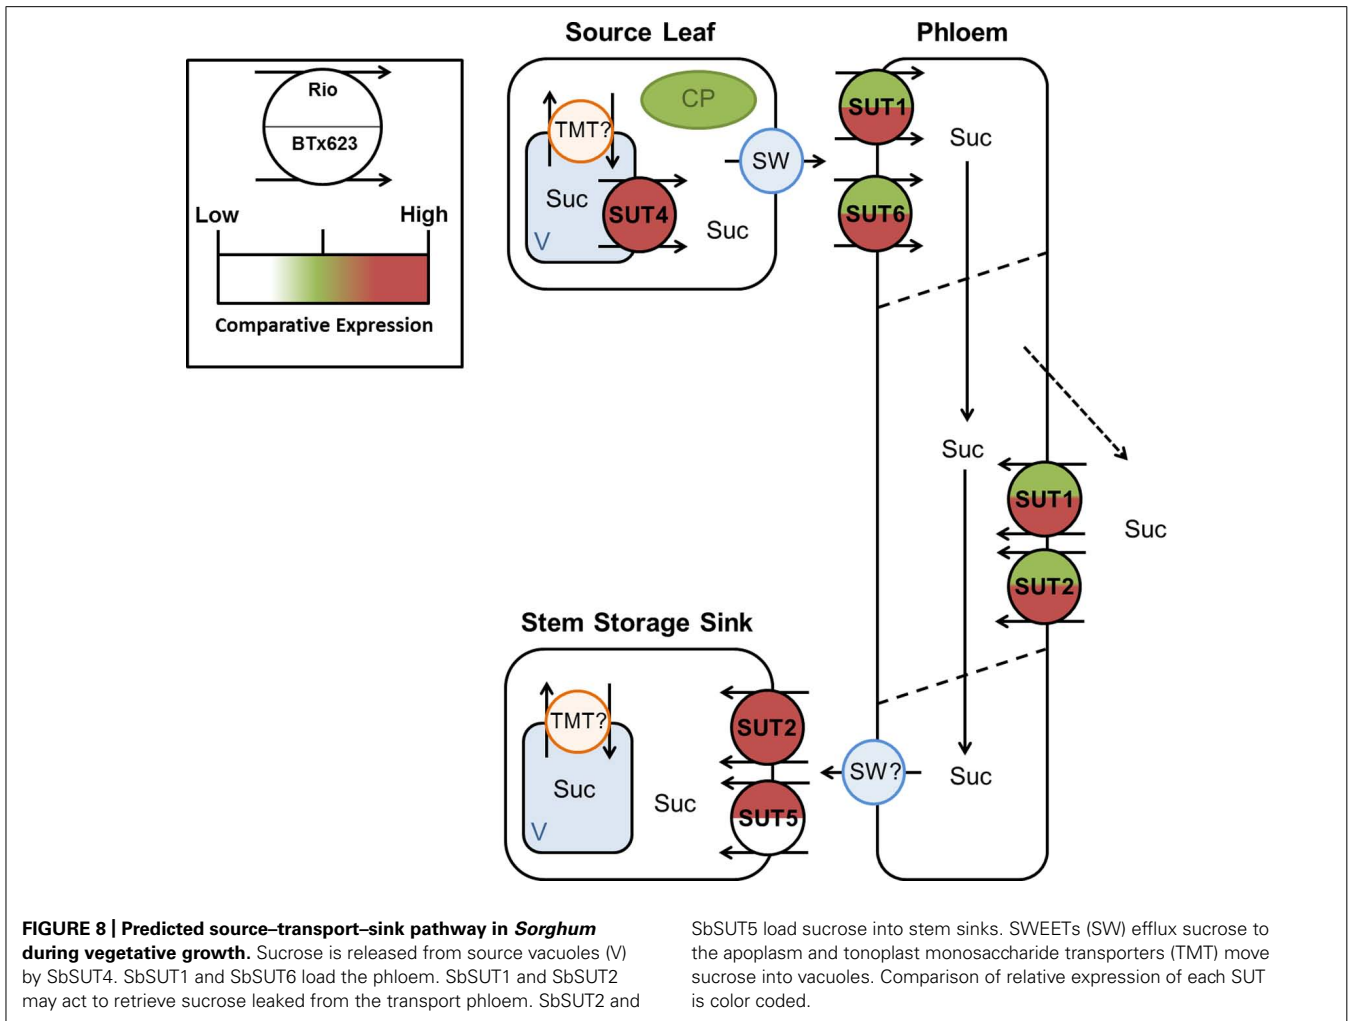 Source Leaf
Phloem
Rio
BTx623
Low
High
Comparative Expression
CP
TMT?
SW
Suc
SUT4
V
Suc
SUT1
Suc
SUT6
Suc
SUT1
Suc
SUT2
Stem Storage Sink
TMT?
SUT2
Suc
V
Suc
SUT5
SW?
Suc
FIGURE 8 | Predicted source–transport–sink pathway in Sorghum
during vegetative growth. Sucrose is released from source vacuoles (V)
by SbSUT4. SbSUT1 and SbSUT6 load the phloem. SbSUT1 and SbSUT2
may act to retrieve sucrose leaked from the transport phloem. SbSUT2 and
SbSUT5 load sucrose into stem sinks. SWEETs (SW) efflux sucrose to
the apoplasm and tonoplast monosaccharide transporters (TMT) move
sucrose into vacuoles. Comparison of relative expression of each SUT
is color coded.